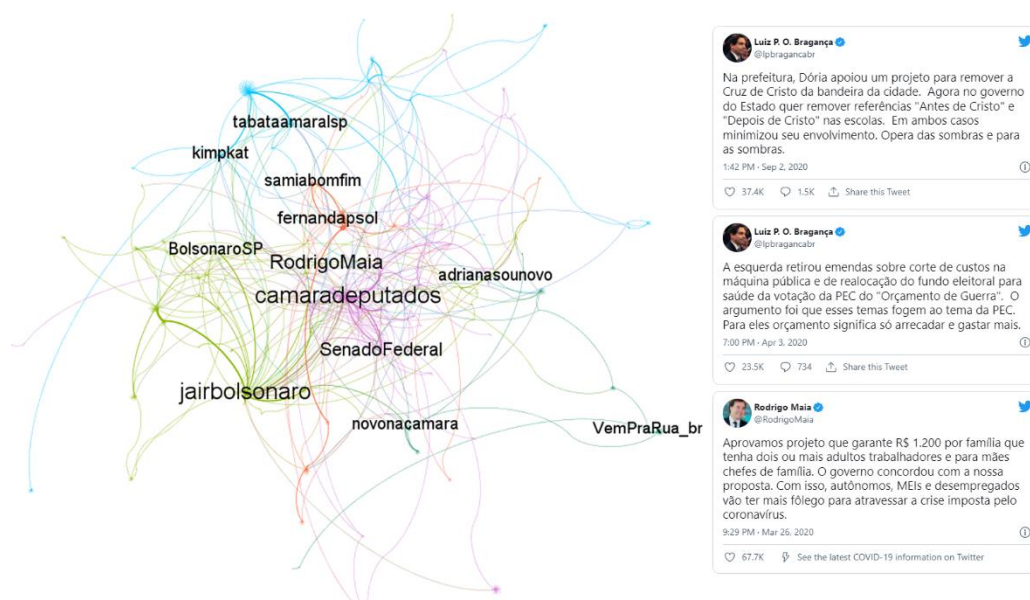 tabataamaralsp
kimpkat
samiabomfim
fernandapsol
BolsonaroSP
RodrigoMaia
adrianasounovo
camaradeputados
SenadoFederal
jairbolsonaro
novonacamara
VemPraRua_br
Luiz P. O. Bragança
@lpbragancabr
Na prefeitura, Dória apoiou um projeto para remover a
Cruz de Cristo da bandeira da cidade. Agora no governo
do Estado quer remover referências "Antes de Cristo" e
"Depois de Cristo" nas escolas. Em ambos casos
minimizou seu envolvimento. Opera das sombras e para
as sombras.
1:42 PM · Sep 2, 2020
37.4K 1.5K Share this Tweet
Luiz P. O. Bragança
@lpbragancabr
A esquerda retirou emendas sobre corte de custos na
máquina pública e de realocação do fundo eleitoral para
saúde da votação da PEC do "Orçamento de Guerra". O
argumento foi que esses temas fogem ao tema da PEC.
Para eles orçamento significa só arrecadar e gastar mais.
7:00 PM · Apr 3, 2020
23.5K 734 Share this Tweet
Rodrigo Maia
@RodrigoMaia
Aprovamos projeto que garante R$ 1.200 por família que
tenha dois ou mais adultos trabalhadores e para mães
chefes de família. O governo concordou com a nossa
proposta. Com isso, autônomos, MEIs e desempregados
vão ter mais fôlego para atravessar a crise imposta pelo
coronavírus.
9:29 PM · Mar 26, 2020
67.7K See the latest COVID-19 information on Twitter